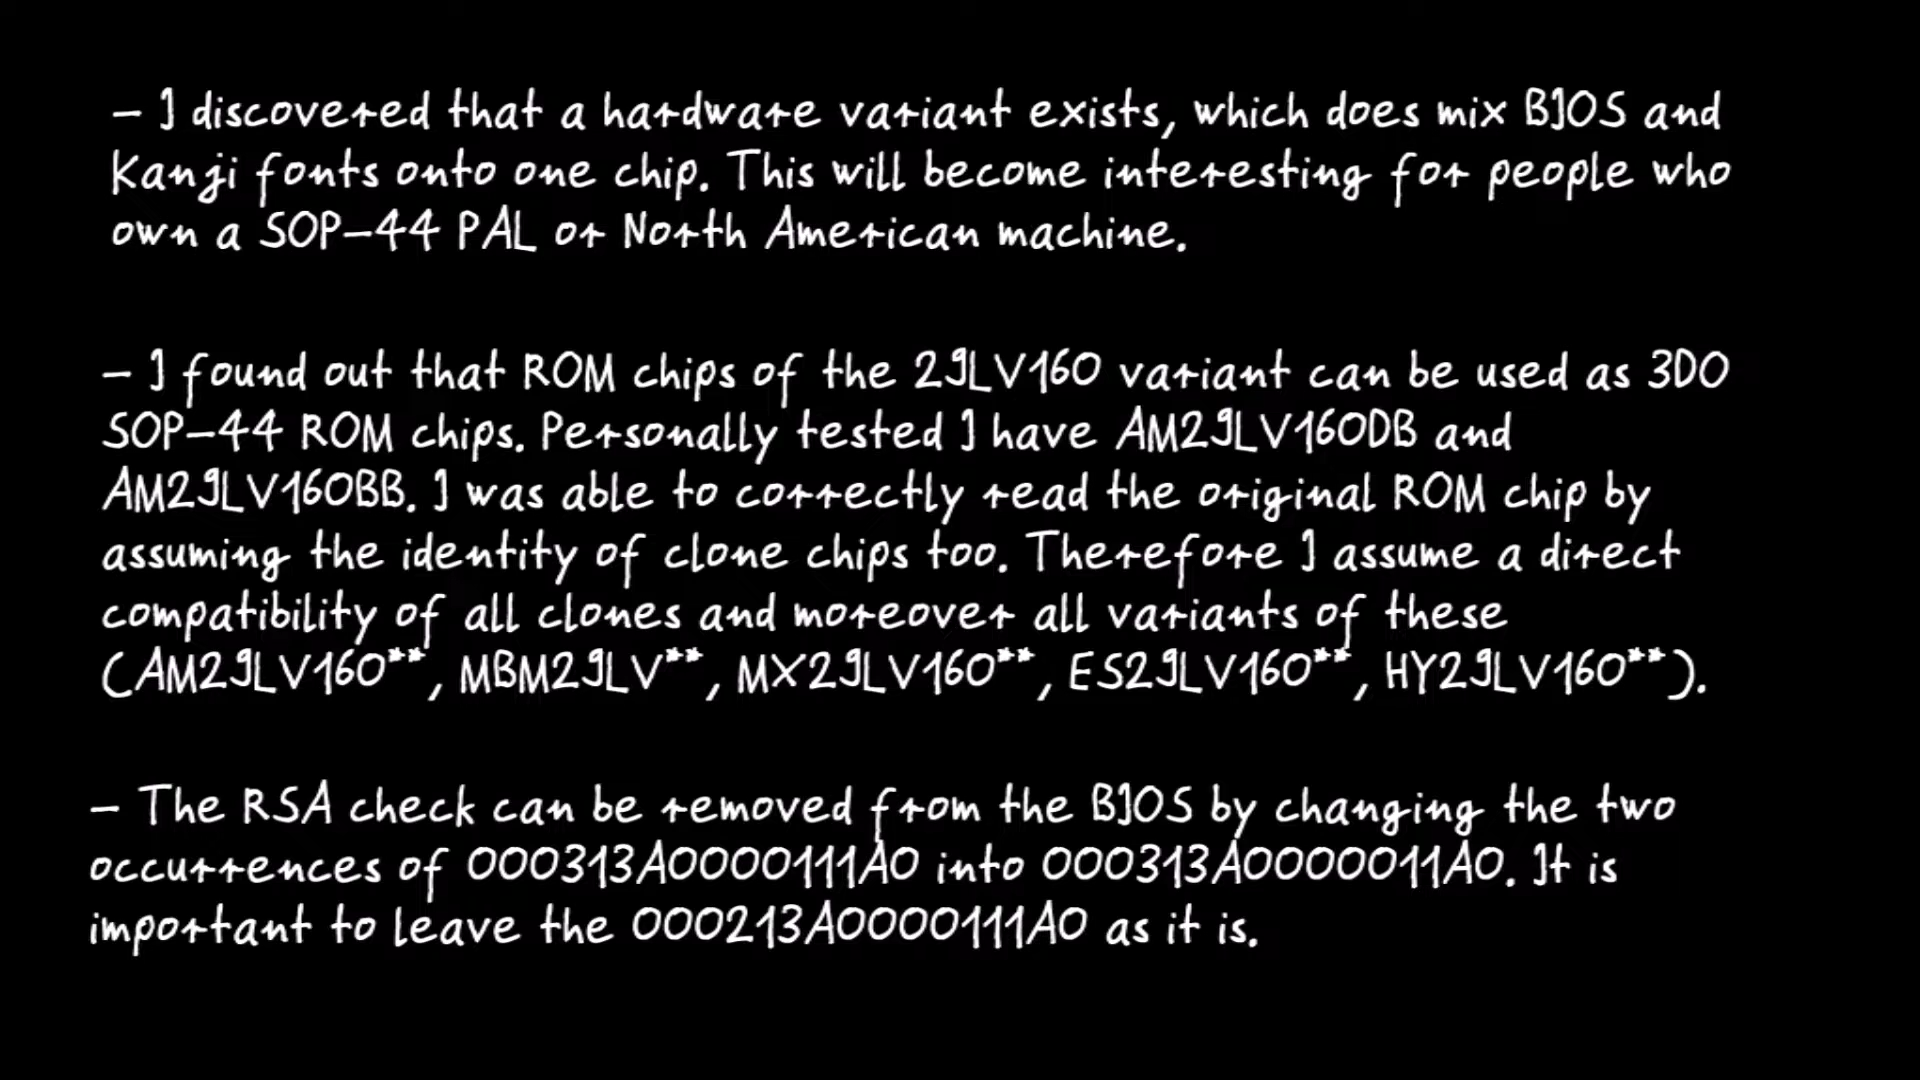 – I discovered that a hardware variant exists, which does mix BIOS and
Kanji fonts onto one chip. This will become interesting for people who
own a SOP-44 PAL or North American machine.
– I found out that ROM chips of the 29LV160 variant can be used as 3DO
SOP-44 ROM chips. Personally tested I have AM29LV160DB and
AM29LV160BB. I was able to correctly read the original ROM chip by
assuming the identity of clone chips too. Therefore I assume a direct
compatibility of all clones and moreover all variants of these
(AM29LV160**, MBM29LV**, MX29LV160**, ES29LV160**, HY29LV160**).
– The RSA check can be removed from the BIOS by changing the two
occurrences of 000313A0000111A0 into 000313A0000011A0. It is
important to leave the 000213A0000111A0 as it is.